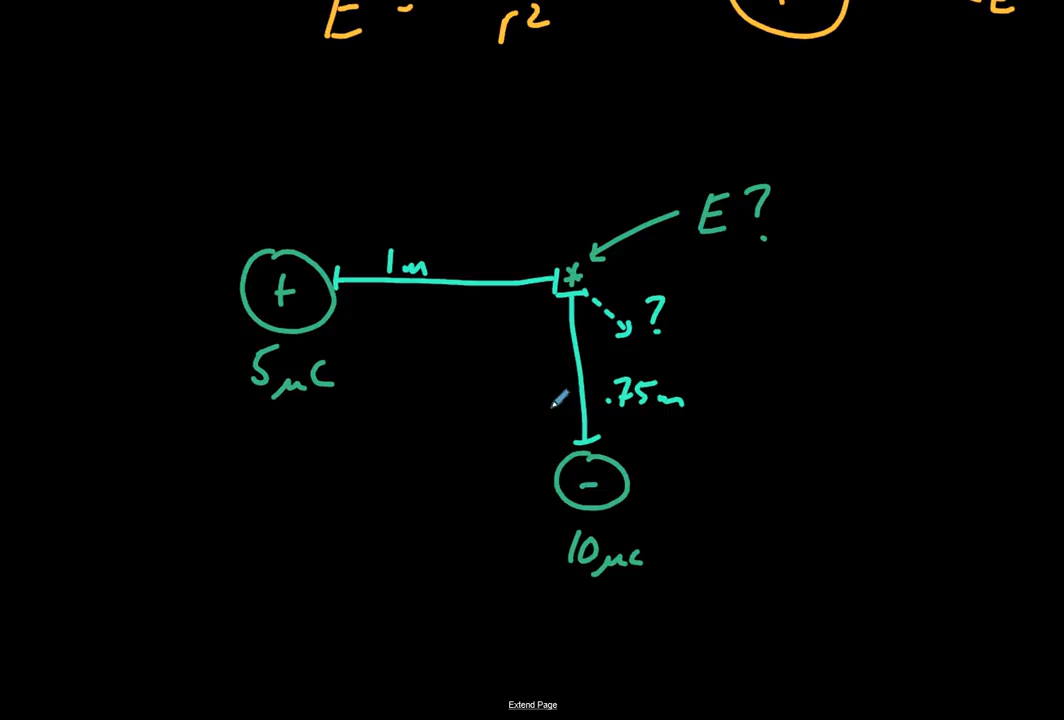 E = r²
E
E?
1m
+
?
5μC
.75m
-
10μC
Extend Page